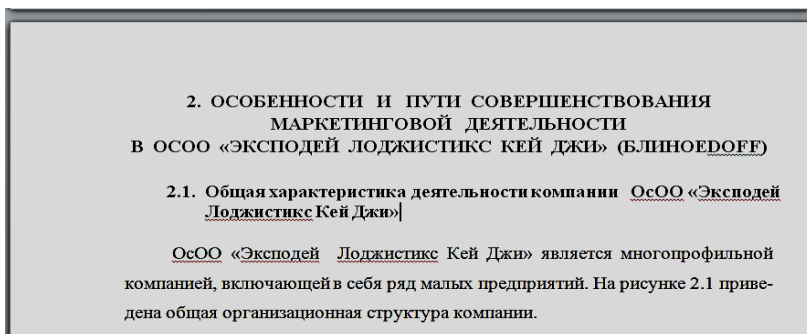 2. ОСОБЕННОСТИ И ПУТИ СОВЕРШЕНСТВОВАНИЯ
МАРКЕТИНГОВОЙ ДЕЯТЕЛЬНОСТИ
В ОСОО «ЭКСПОДЕЙ ЛОДЖИСТИКС КЕЙ ДЖИ» (БЛИНОEDOFF)
2.1. Общая характеристика деятельности компании ОсОО «Эксподей
Лоджистикс Кей Джи»
ОсОО «Эксподей Лоджистикс Кей Джи» является многопрофильной
компанией, включающей в себя ряд малых предприятий. На рисунке 2.1 приве-
дена общая организационная структура компании.